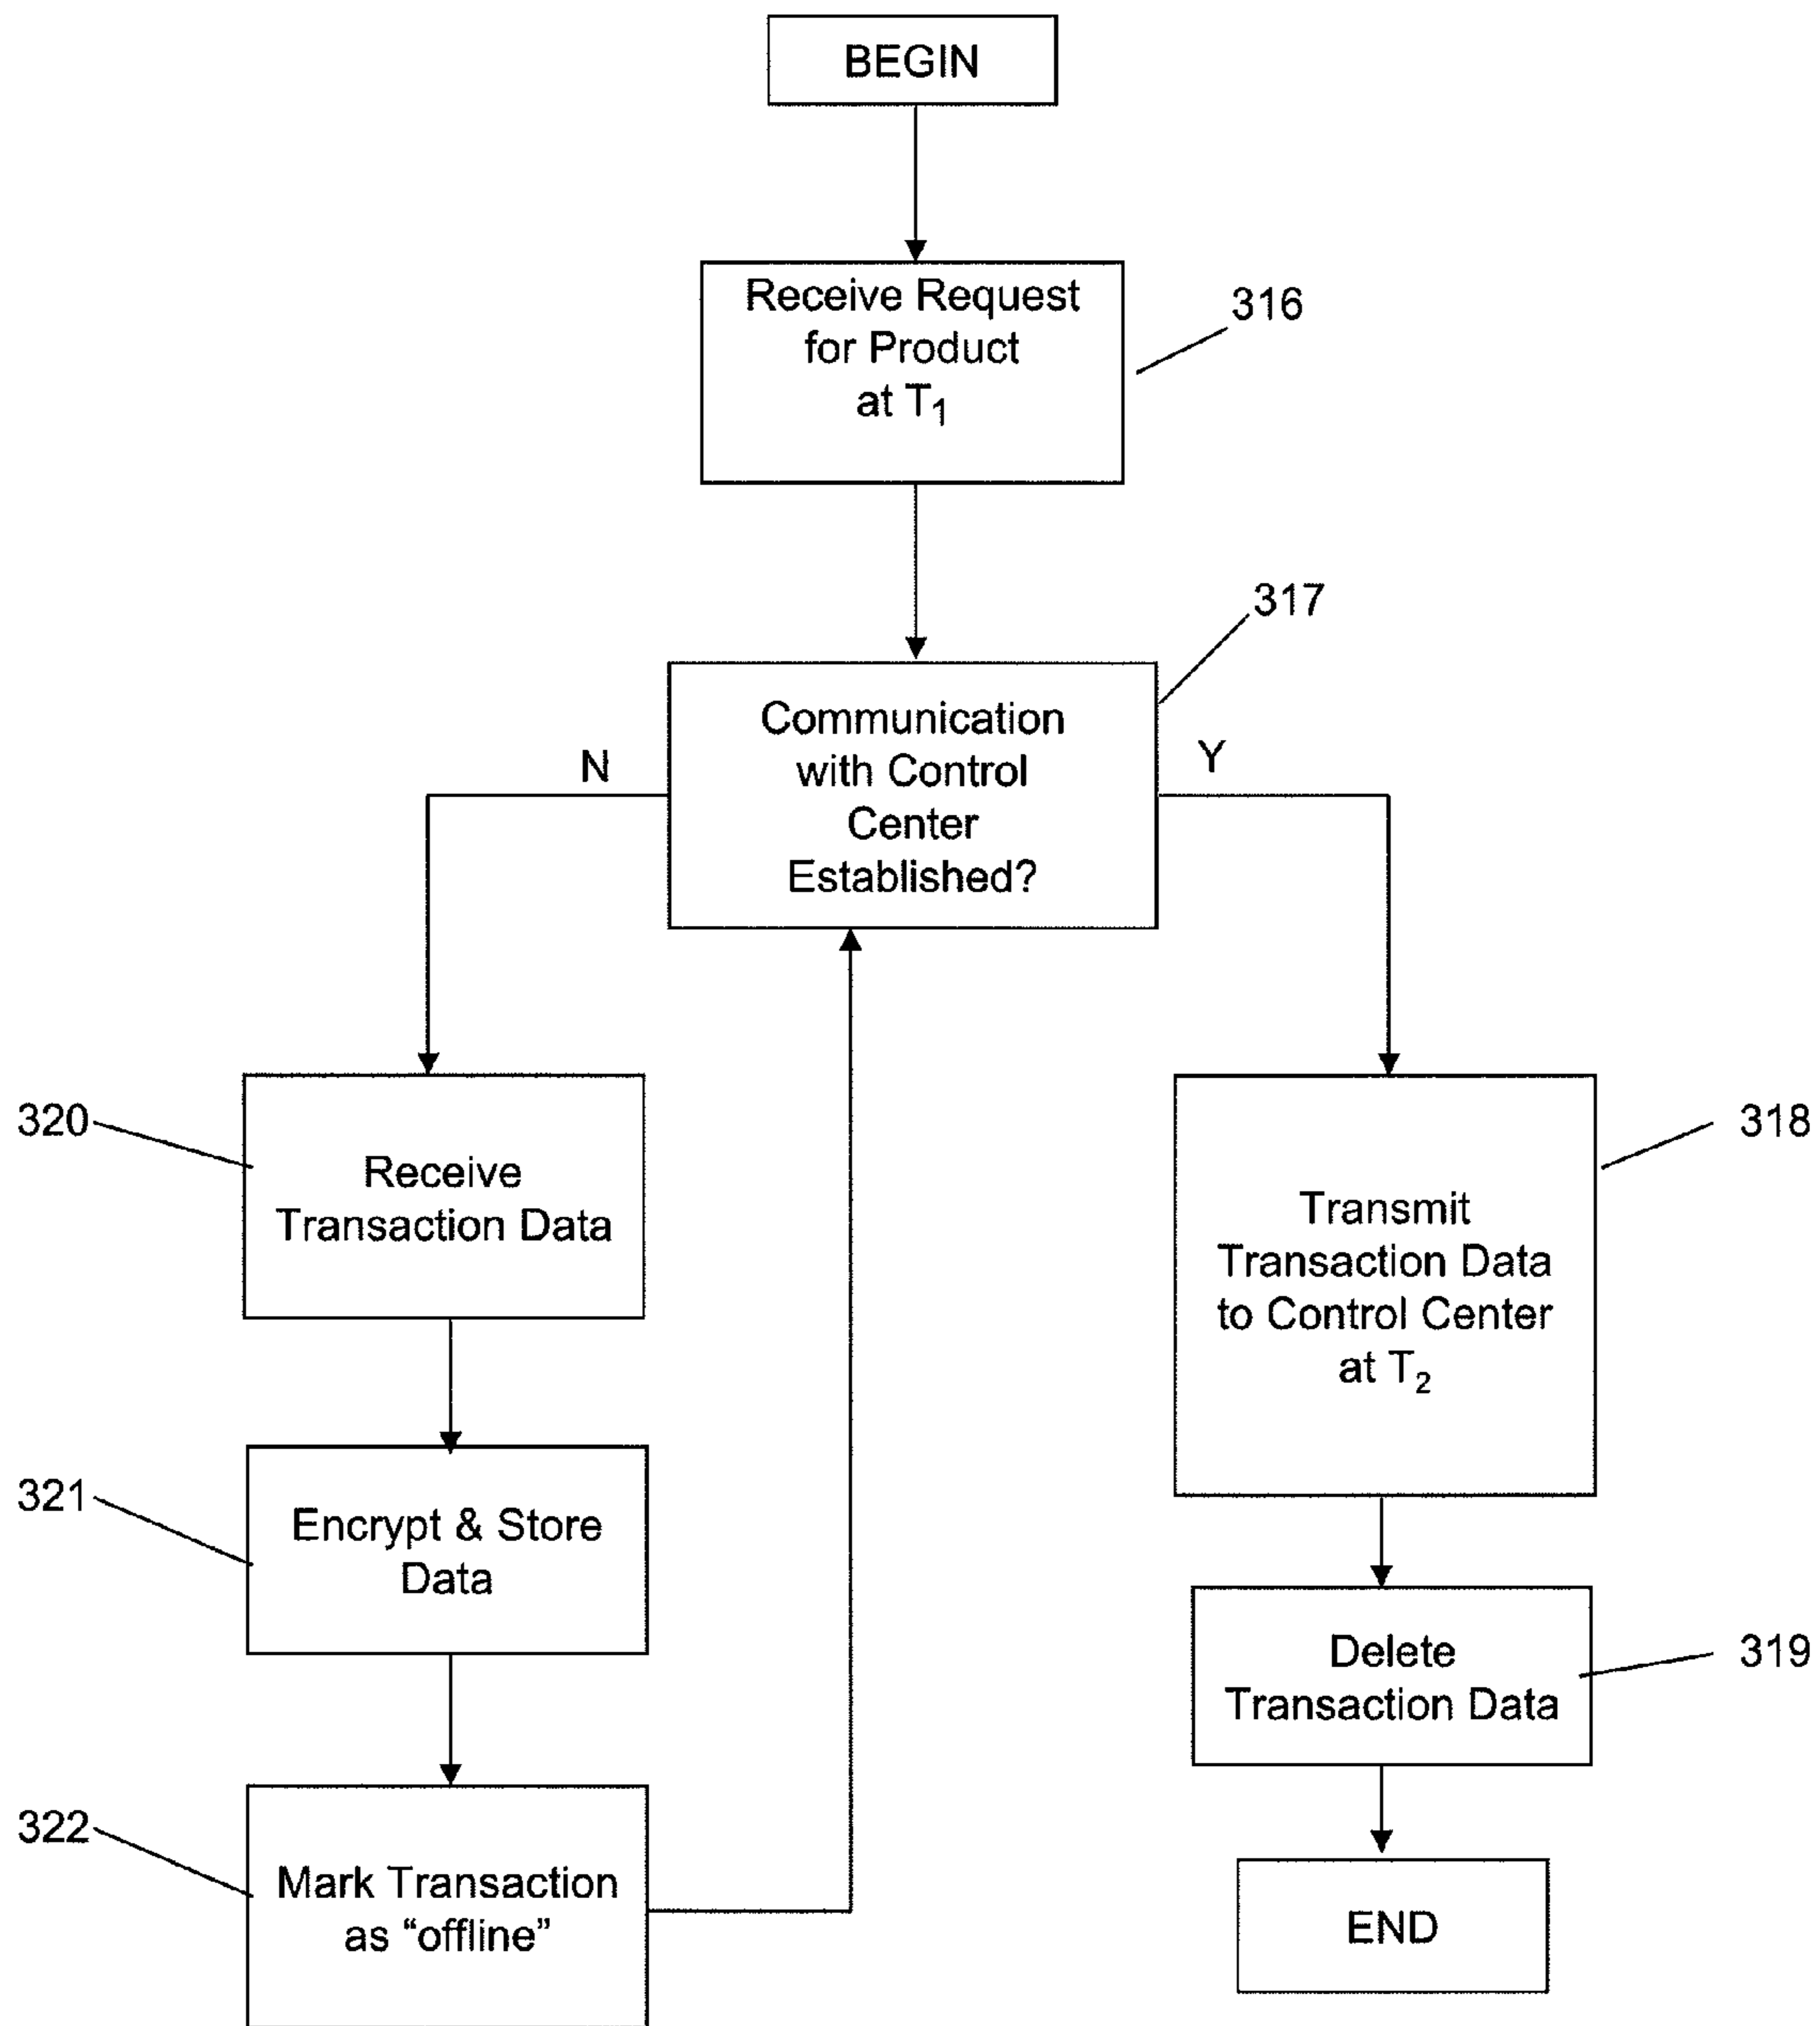 BEGIN
Receive Request
for Product
at T₁
316
317
Communication
with Control
Center
Established?
N
Y
320
Receive
Transaction Data
318
Transmit
Transaction Data
to Control Center
at T₂
321
Encrypt & Store
Data
Delete
Transaction Data
319
322
Mark Transaction
as “offline”
END